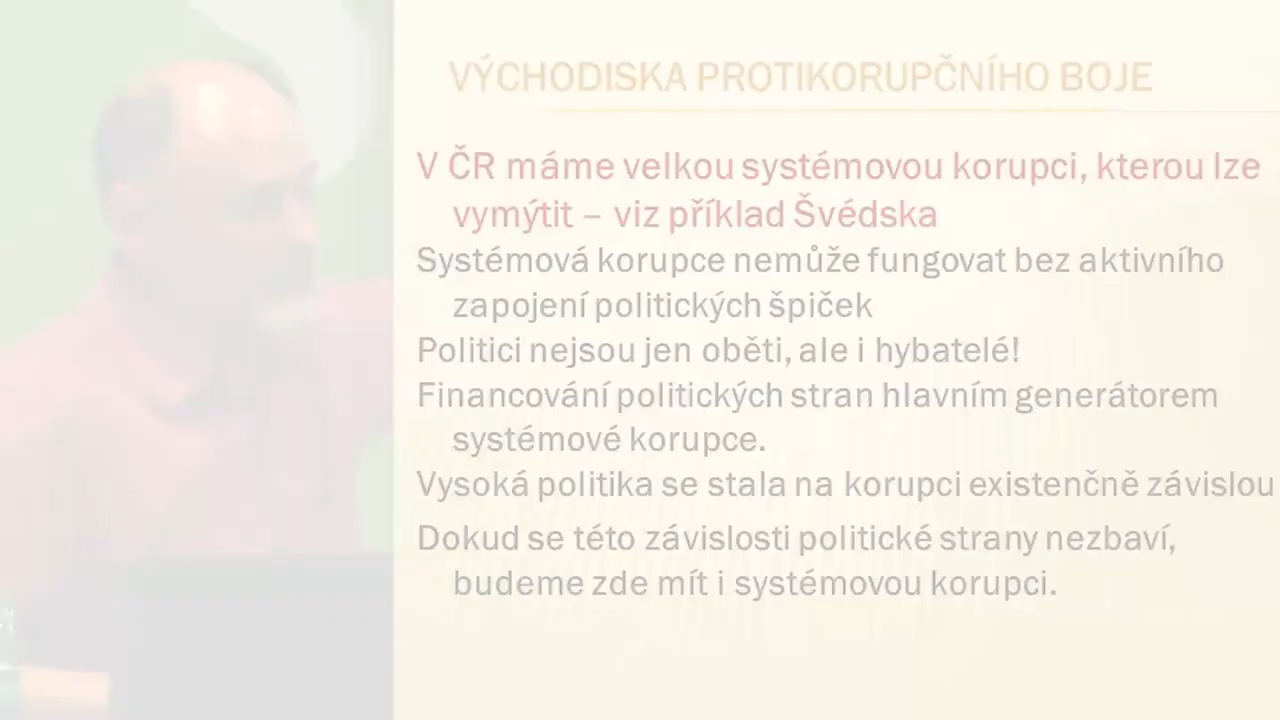 VÝCHODISKA PROTIKORUPČNÍHO BOJE
V ČR máme velkou systémovou korupci, kterou lze
vymýtit – viz příklad Švédska
Systémová korupce nemůže fungovat bez aktivního
zapojení politických špiček
Politici nejsou jen oběti, ale i hybatelé!
Financování politických stran hlavním generátorem
systémové korupce.
Vysoká politika se stala na korupci existenčně závislou
Dokud se této závislosti politické strany nezbaví,
budeme zde mít i systémovou korupci.